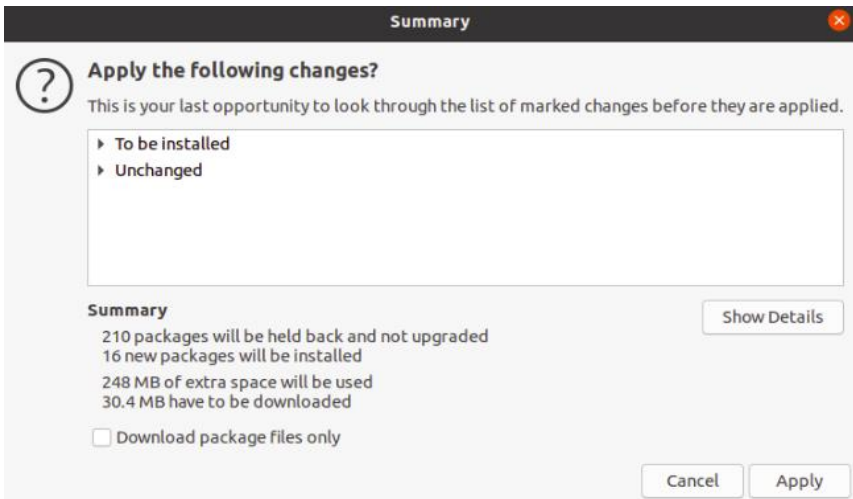 Summary
Apply the following changes?
This is your last opportunity to look through the list of marked changes before they are applied.
To be installed
Unchanged
Summary
Show Details
210 packages will be held back and not upgraded
16 new packages will be installed
248 MB of extra space will be used
30.4 MB have to be downloaded
Download package files only
Cancel
Apply